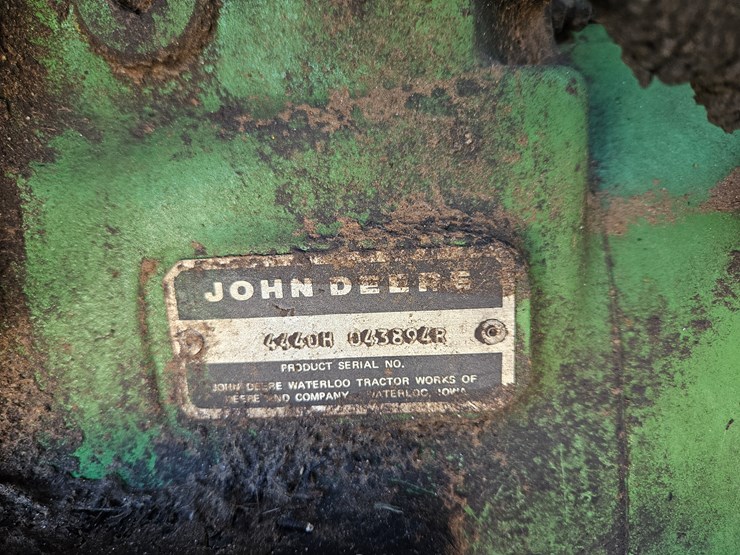 JOHN DEERE
4440H 043894R
PRODUCT SERIAL NO.
JOHN DEERE WATERLOO TRACTOR WORKS OF
DEERE AND COMPANY WATERLOO, IOWA